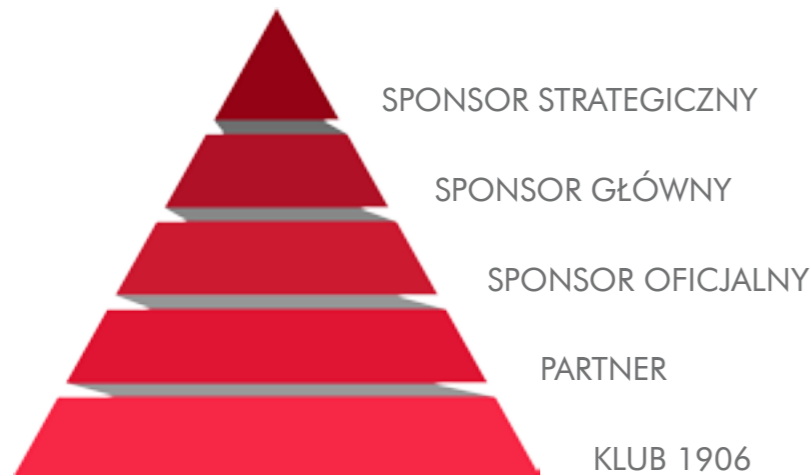 SPONSOR STRATEGICZNY
SPONSOR GŁÓWNY
SPONSOR OFICJALNY
PARTNER
KLUB 1906